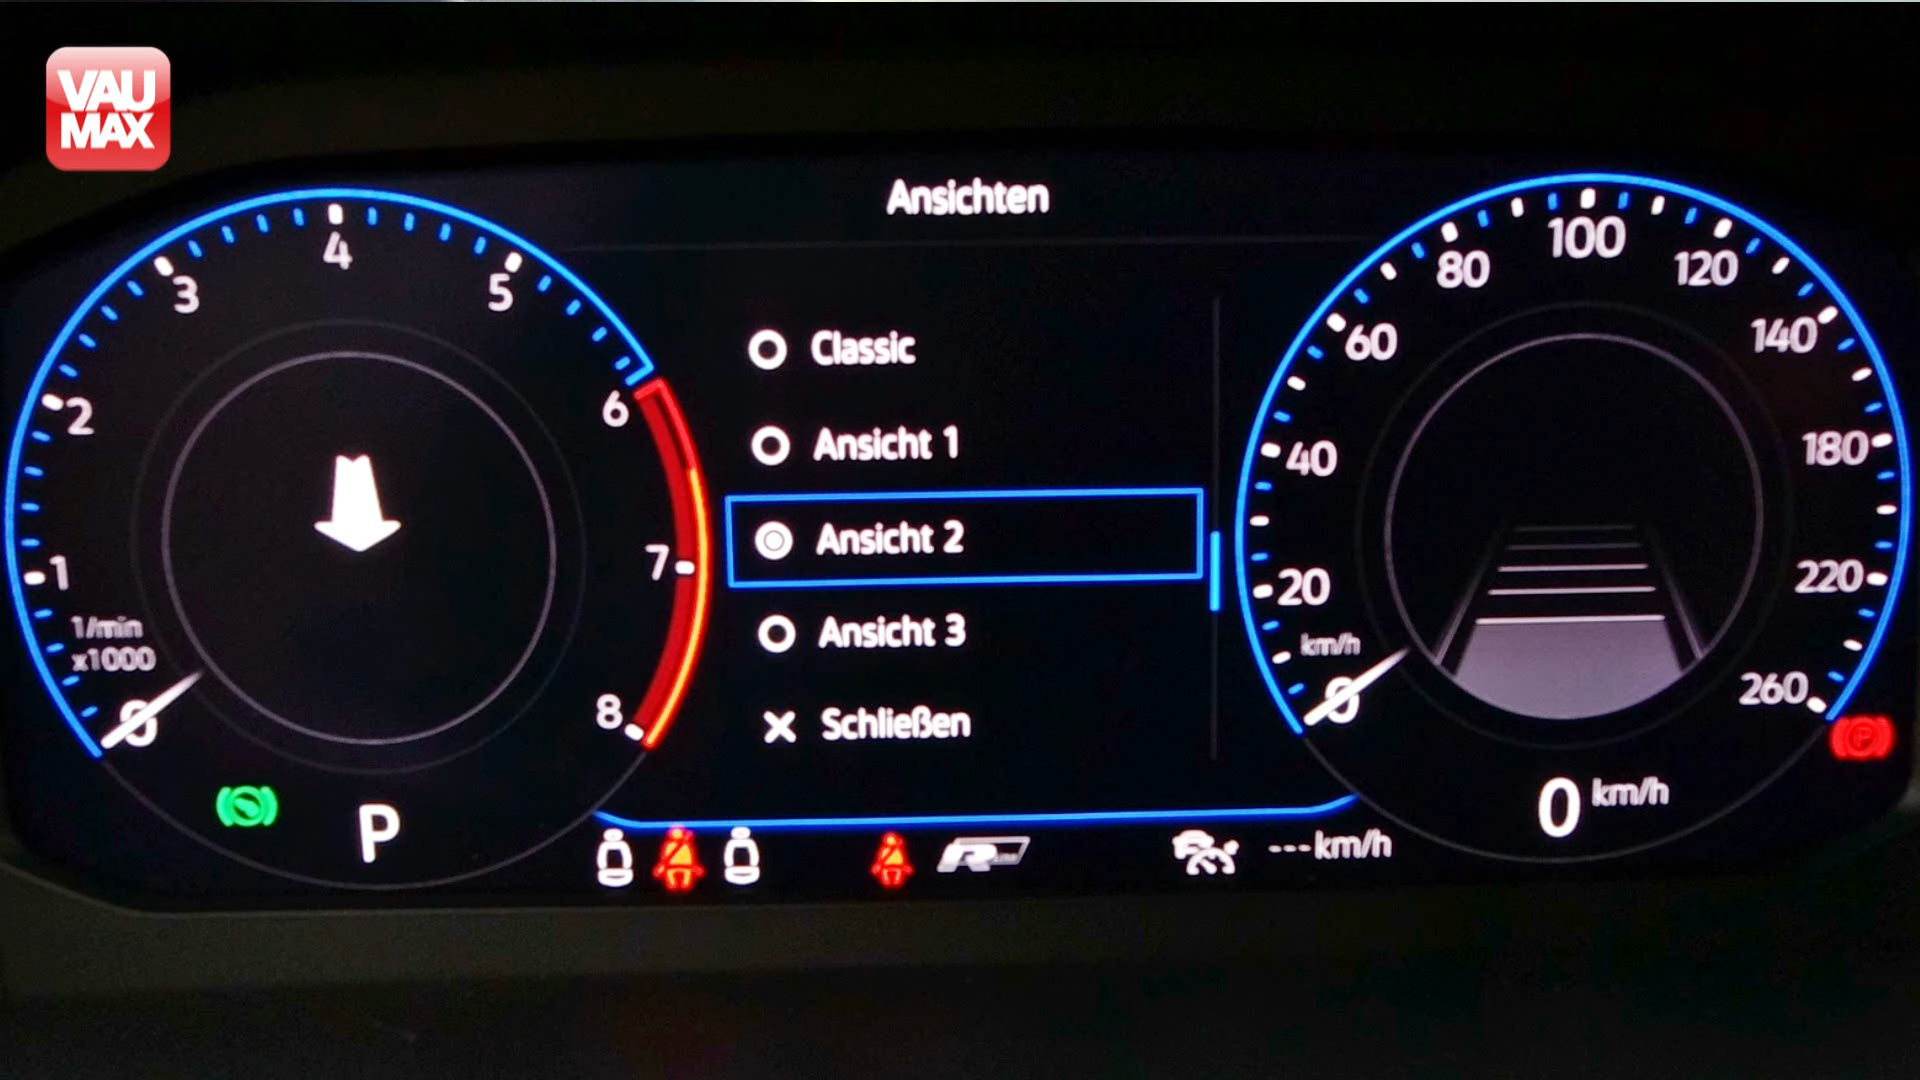 VAU
MAX
Ansichten
Classic
Ansicht 1
Ansicht 2
Ansicht 3
Schließen
0
1
2
3
4
5
6
7
8
1/min
x1000
P
0
20
40
60
80
100
120
140
180
220
260
km/h
0 km/h
R
--- km/h
P